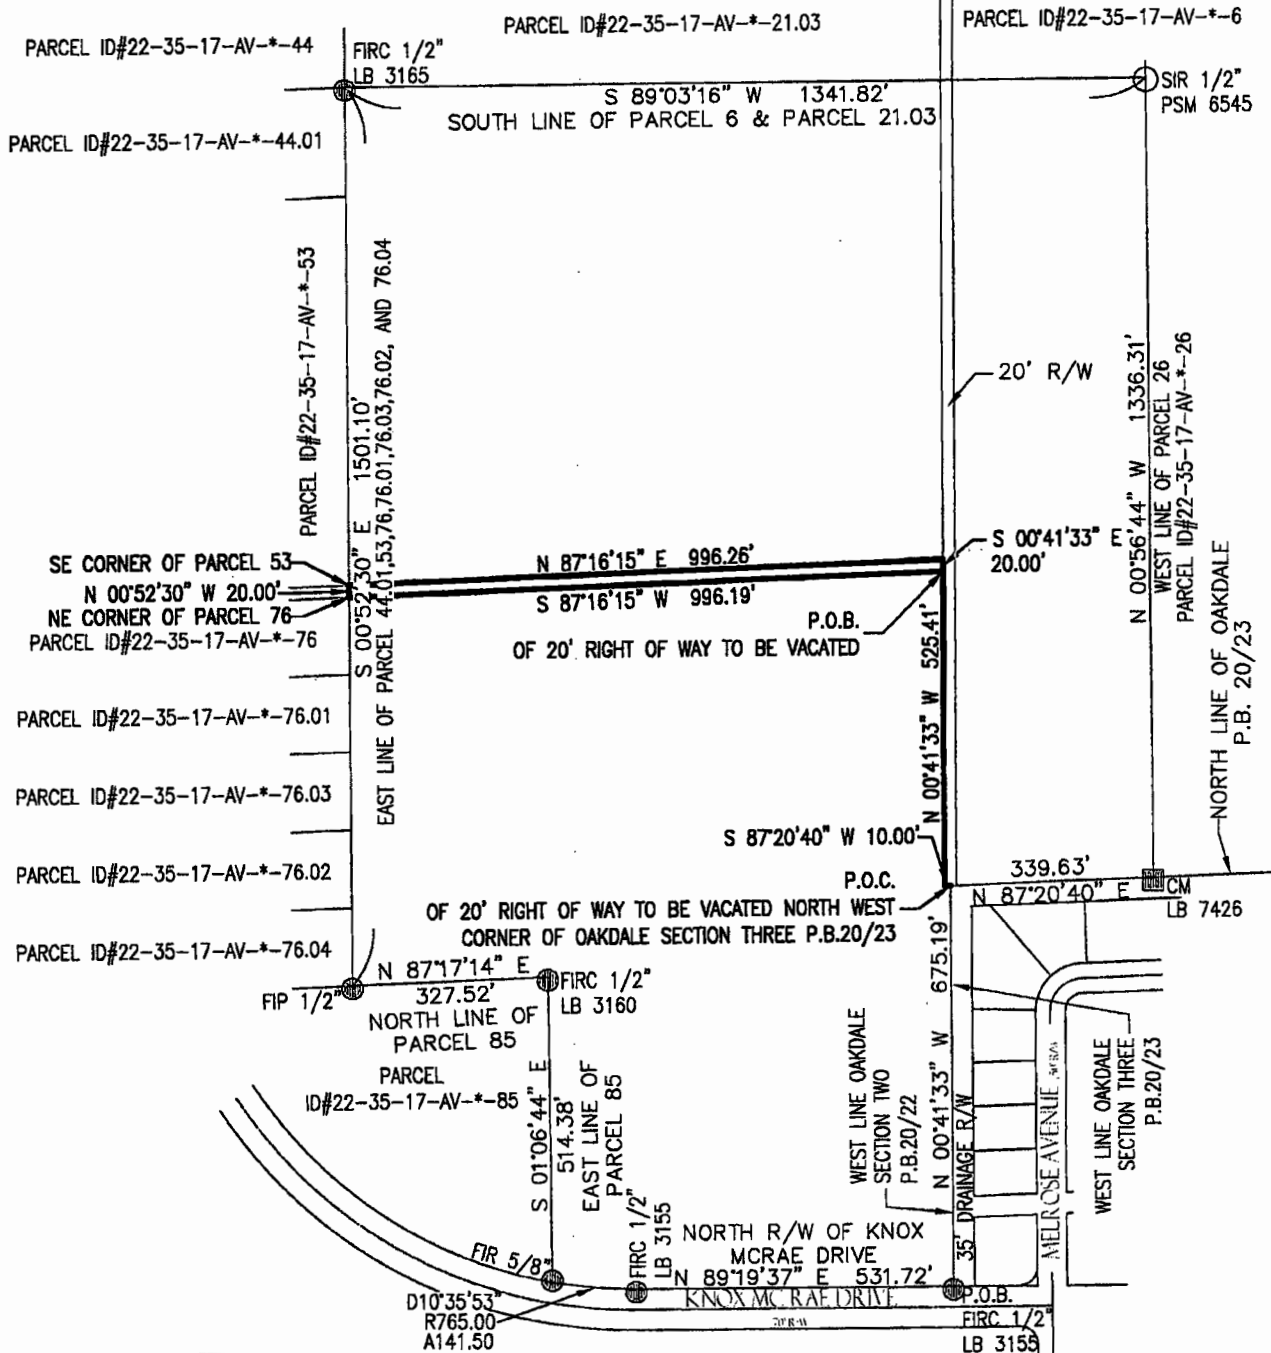 PARCEL ID#22-35-17-AV-*-44
FIRC 1/2"
LB 3165
PARCEL ID#22-35-17-AV-*-21.03
PARCEL ID#22-35-17-AV-*-6
SIR 1/2"
PSM 6545
S 89°03'16" W 1341.82'
SOUTH LINE OF PARCEL 6 & PARCEL 21.03
PARCEL ID#22-35-17-AV-*-44.01
PARCEL ID#22-35-17-AV-*-53
S 00°52'30" E 1501.10'
EAST LINE OF PARCEL 44.01,53,76,76.01,76.03,76.02, AND 76.04
20' R/W
N 00°56'44" W 1336.31'
WEST LINE OF PARCEL 26
PARCEL ID#22-35-17-AV-*-26
NORTH LINE OF OAKDALE
P.B. 20/23
SE CORNER OF PARCEL 53
N 00°52'30" W 20.00'
NE CORNER OF PARCEL 76
PARCEL ID#22-35-17-AV-*-76
N 87°16'15" E 996.26'
S 87°16'15" W 996.19'
S 00°41'33" E
20.00'
P.O.B.
OF 20' RIGHT OF WAY TO BE VACATED
N 00°41'33" W 525.41'
PARCEL ID#22-35-17-AV-*-76.01
PARCEL ID#22-35-17-AV-*-76.03
PARCEL ID#22-35-17-AV-*-76.02
PARCEL ID#22-35-17-AV-*-76.04
S 87°20'40" W 10.00'
P.O.C.
OF 20' RIGHT OF WAY TO BE VACATED NORTH WEST
CORNER OF OAKDALE SECTION THREE P.B.20/23
339.63'
N 87°20'40" E
CM
LB 7426
FIP 1/2"
N 87°17'14" E
327.52'
FIRC 1/2"
LB 3160
NORTH LINE OF
PARCEL 85
PARCEL
ID#22-35-17-AV-*-85
S 01°06'44" E
514.38'
EAST LINE OF
PARCEL 85
WEST LINE OAKDALE
SECTION TWO
P.B.20/22
N 00°41'33" W 675.19'
35' DRAINAGE R/W
MELROSE AVENUE
WEST LINE OAKDALE
SECTION THREE
P.B.20/23
FIR 5/8"
FIRC 1/2"
LB 3155
NORTH R/W OF KNOX
MCRAE DRIVE
N 89°19'37" E 531.72'
KNOX MC RAE DRIVE
70' R/W
D10°35'53"
R765.00
A141.50
P.O.B.
FIRC 1/2"
LB 3155